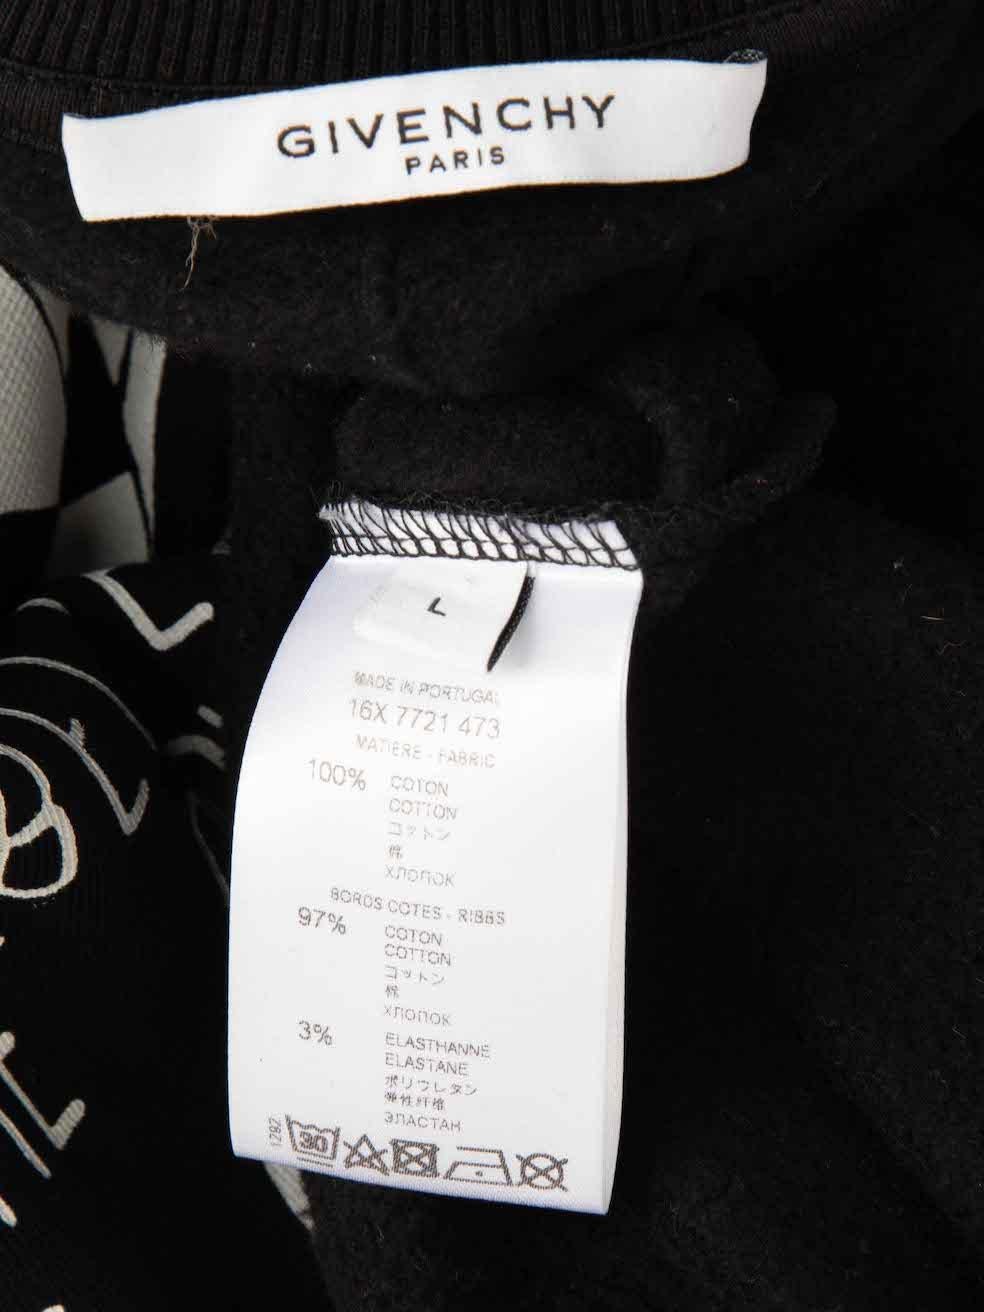 GIVENCHY
PARIS
L
MADE IN PORTUGAL
16X 7721 473
MATIERE - FABRIC
100% COTON
COTTON
コットン
棉
ХЛОПОК
BORDS COTES - RIBBS
97% COTON
COTTON
コットン
棉
ХЛОПОК
3% ELASTHANNE
ELASTANE
ポリウレタン
弹性纤维
ЭЛАСТАН
1292
30